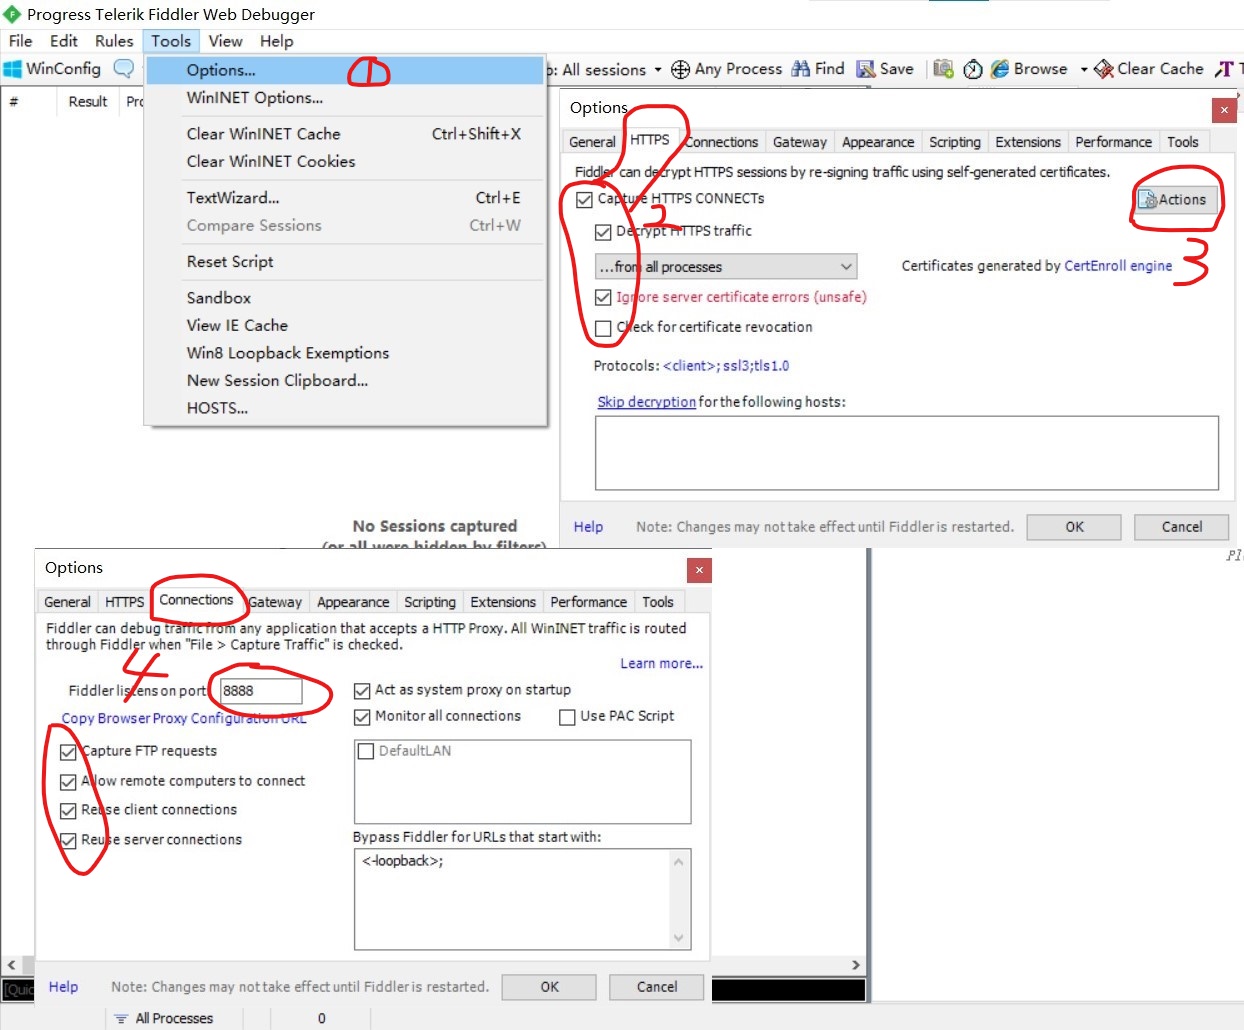 Progress Telerik Fiddler Web Debugger
File Edit Rules Tools View Help
WinConfig
All sessions Any Process Find Save Browse Clear Cache
# Result
Options... 1
WinINET Options...
Clear WinINET Cache Ctrl+Shift+X
Clear WinINET Cookies
TextWizard... Ctrl+E
Compare Sessions Ctrl+W
Reset Script
Sandbox
View IE Cache
Win8 Loopback Exemptions
New Session Clipboard...
HOSTS...
No Sessions captured
(or all were hidden by filters)
Options
General HTTPS Connections Gateway Appearance Scripting Extensions Performance Tools
Fiddler can decrypt HTTPS sessions by re-signing traffic using self-generated certificates.
Capture HTTPS CONNECTs
Actions
2
Decrypt HTTPS traffic
...from all processes
Certificates generated by CertEnroll engine
3
Ignore server certificate errors (unsafe)
Check for certificate revocation
Protocols: <client>; ssl3;tls1.0
Skip decryption for the following hosts:
Help Note: Changes may not take effect until Fiddler is restarted. OK Cancel
Options
General HTTPS Connections Gateway Appearance Scripting Extensions Performance Tools
Fiddler can debug traffic from any application that accepts a HTTP Proxy. All WinINET traffic is routed
through Fiddler when "File > Capture Traffic" is checked.
Learn more...
4
Fiddler listens on port: 8888
Copy Browser Proxy Configuration URL
Capture FTP requests
Allow remote computers to connect
Reuse client connections
Reuse server connections
Act as system proxy on startup
Monitor all connections Use PAC Script
DefaultLAN
Bypass Fiddler for URLs that start with:
<-loopback>;
Help Note: Changes may not take effect until Fiddler is restarted. OK Cancel
All Processes 0